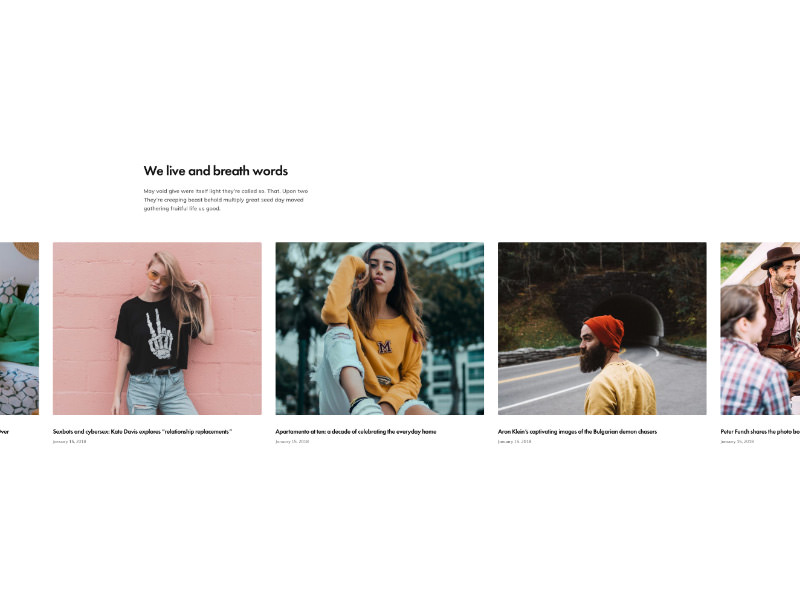 We live and breath words
May void give were itself light they're called us. That. Upon two
They're creeping beast behold multiply great seed day moved
gathering fruitful life us good.
M
Over
Sexbots and cybersex: Kate Davis explores "relationship replacements"
January 15, 2018
Apartamento at ten: a decade of celebrating the everyday home
January 15, 2018
Aron Klein's captivating images of the Bulgarian demon chasers
January 15, 2018
Peter Funch shares the photo bo
January 15, 2018